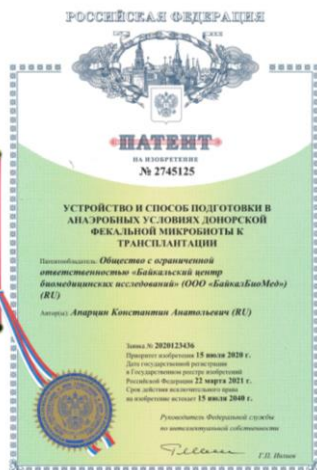 РОССИЙСКАЯ ФЕДЕРАЦИЯ
ПАТЕНТ
НА ИЗОБРЕТЕНИЕ
№ 2745125
УСТРОЙСТВО И СПОСОБ ПОДГОТОВКИ В
АНАЭРОБНЫХ УСЛОВИЯХ ДОНОРСКОЙ
ФЕКАЛЬНОЙ МИКРОБИОТЫ К
ТРАНСПЛАНТАЦИИ
Патентообладатель: Общество с ограниченной
ответственностью «Байкальский центр
биомедицинских исследований» (ООО «БайкалБиоМед»)
(RU)
Автор(ы): Апарцин Константин Анатольевич (RU)
Заявка № 2020123436
Приоритет изобретения 15 июля 2020 г.
Дата государственной регистрации
в Государственном реестре изобретений
Российской Федерации 22 марта 2021 г.
Срок действия исключительного права
на изобретение истекает 15 июля 2040 г.
Руководитель Федеральной службы
по интеллектуальной собственности
Г.П. Ивлиев